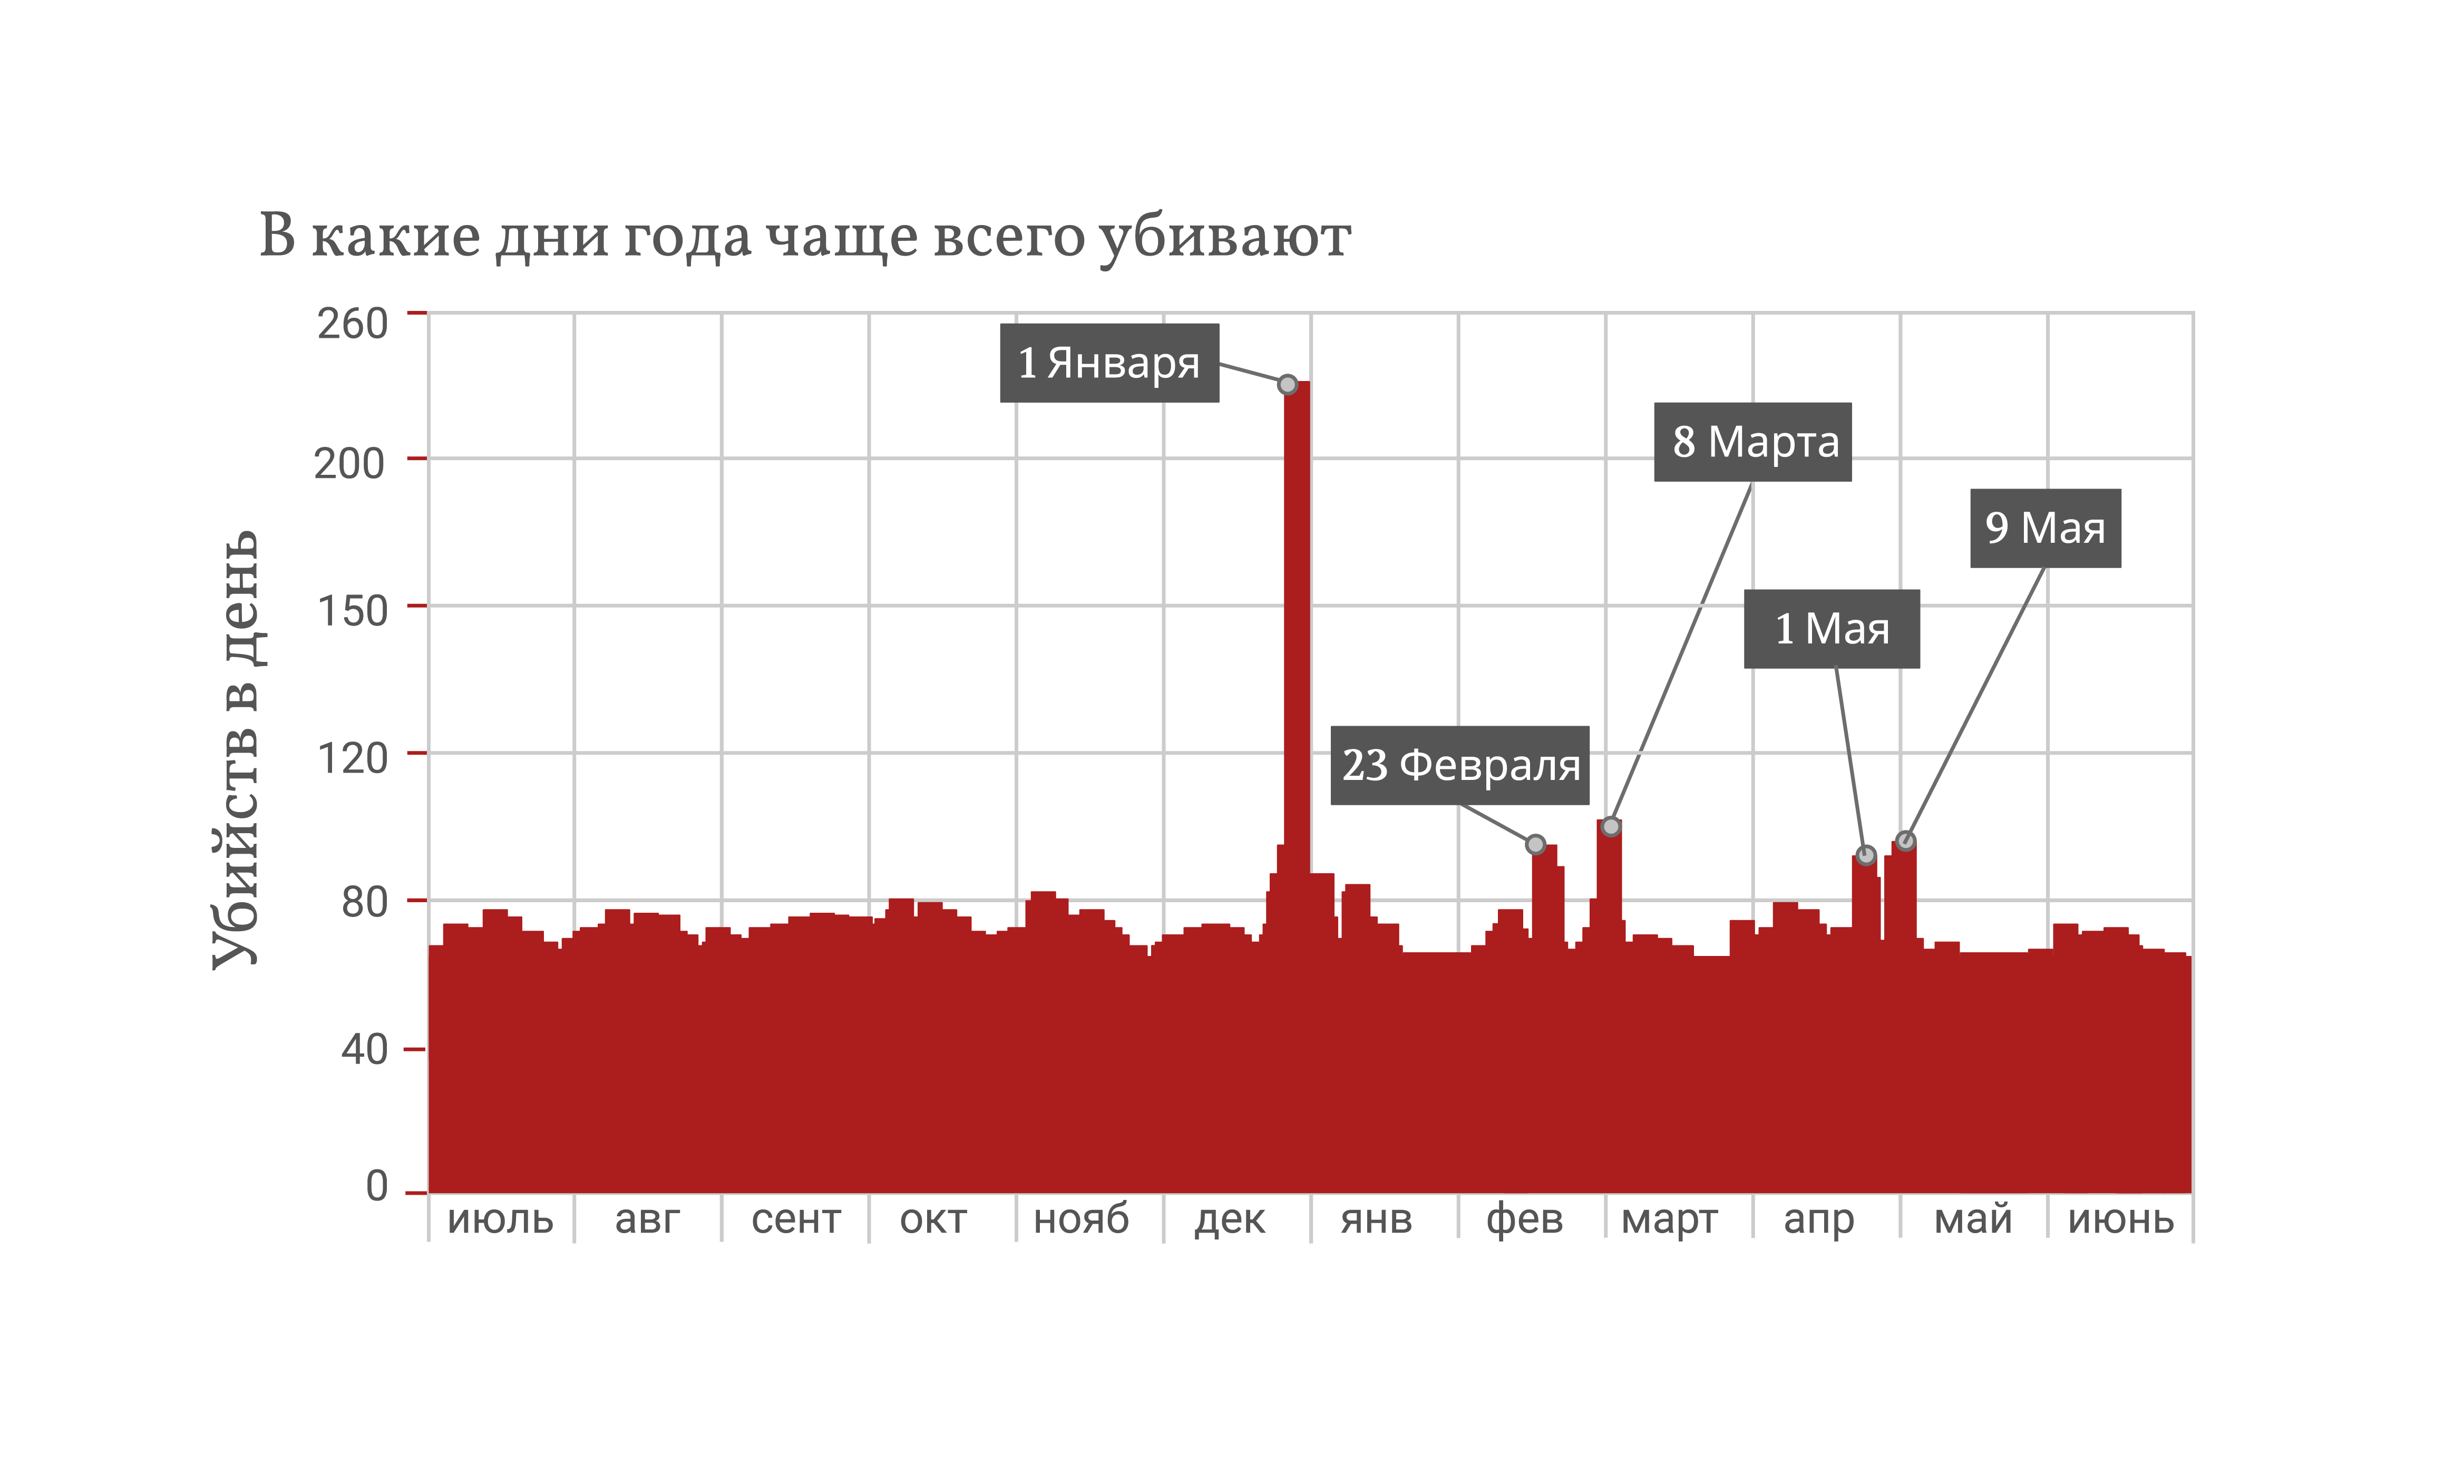 В какие дни года чаще всего убивают
Убийств в день
260
200
150
120
80
40
0
1 Января
8 Марта
9 Мая
1 Мая
23 Февраля
июль авг сент окт нояб дек янв фев март апр май июнь